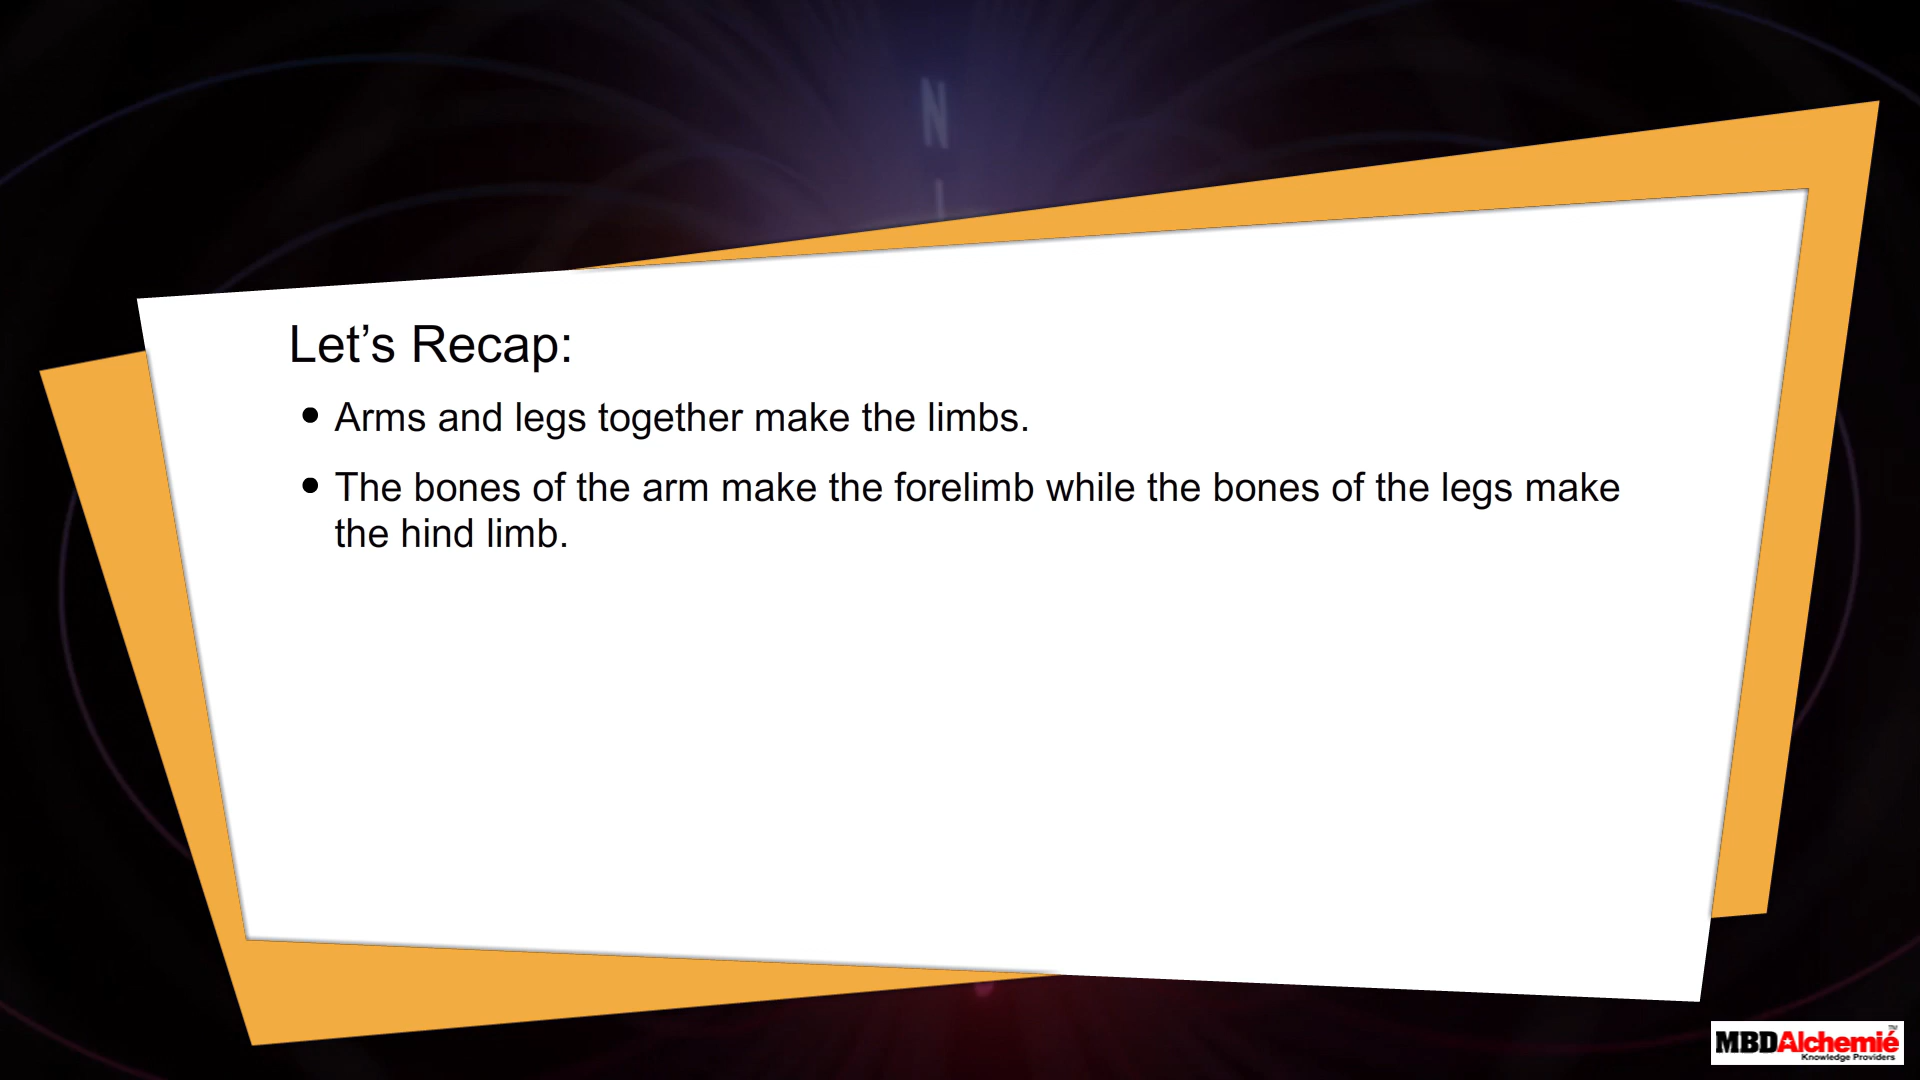 N
Let’s Recap:
• Arms and legs together make the limbs.
• The bones of the arm make the forelimb while the bones of the legs make
the hind limb.
MBDAlchemié™
Knowledge Providers